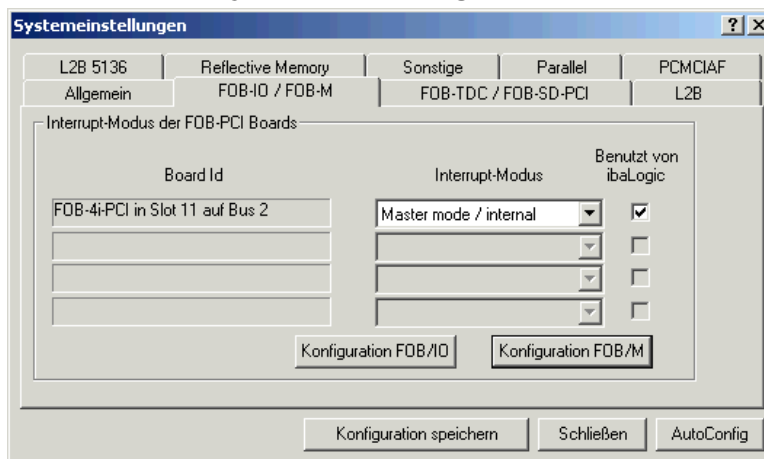 Systemeinstellungen
L2B 5136 Reflective Memory Sonstige Parallel PCMCIAF
Allgemein FOB-IO / FOB-M FOB-TDC / FOB-SD-PCI L2B
Interrupt-Modus der FOB-PCI Boards
Board Id Interrupt-Modus Benutzt von ibaLogic
FOB-4i-PCI in Slot 11 auf Bus 2 Master mode / internal
Konfiguration FOB/IO Konfiguration FOB/M
Konfiguration speichern Schließen AutoConfig